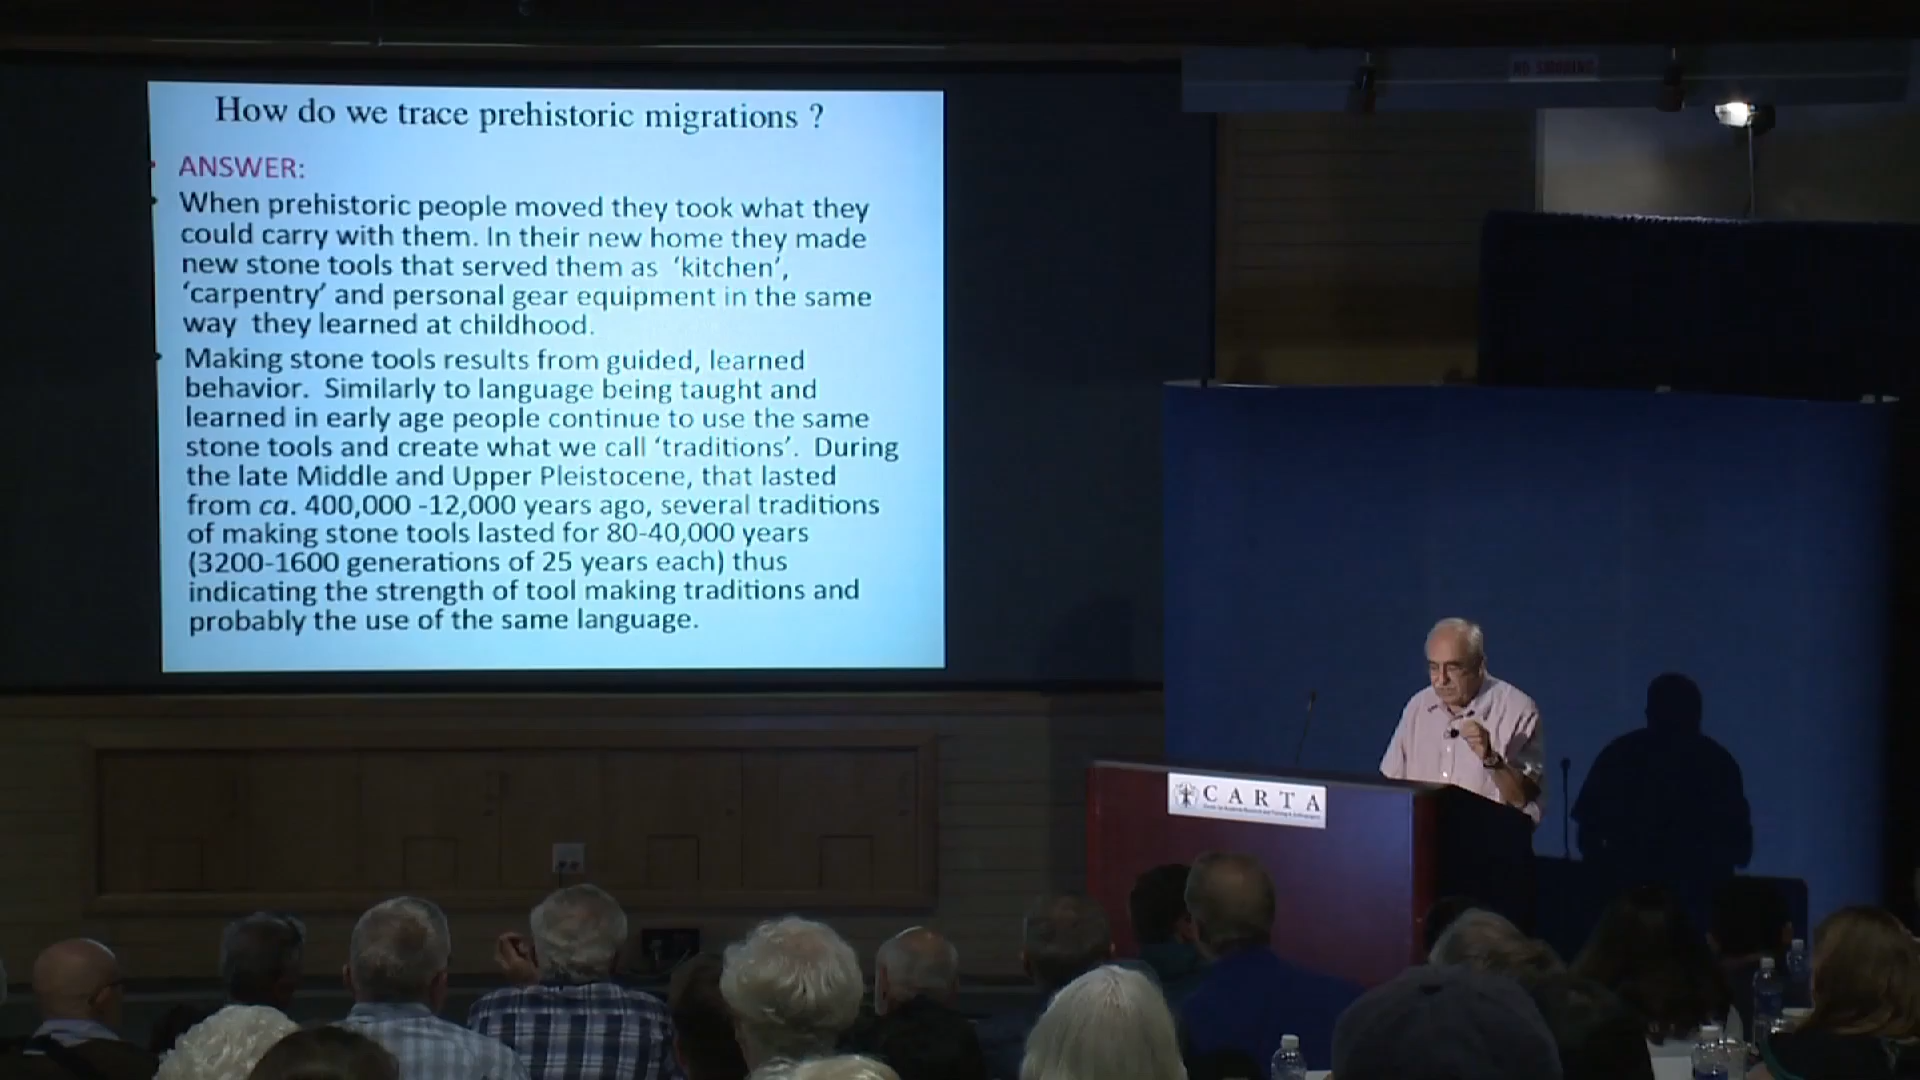 How do we trace prehistoric migrations ?
• ANSWER:
• When prehistoric people moved they took what they
could carry with them. In their new home they made
new stone tools that served them as ‘kitchen’,
‘carpentry’ and personal gear equipment in the same
way they learned at childhood.
• Making stone tools results from guided, learned
behavior. Similarly to language being taught and
learned in early age people continue to use the same
stone tools and create what we call ‘traditions’. During
the late Middle and Upper Pleistocene, that lasted
from ca. 400,000 -12,000 years ago, several traditions
of making stone tools lasted for 80-40,000 years
(3200-1600 generations of 25 years each) thus
indicating the strength of tool making traditions and
probably the use of the same language.
NO SMOKING
CARTA